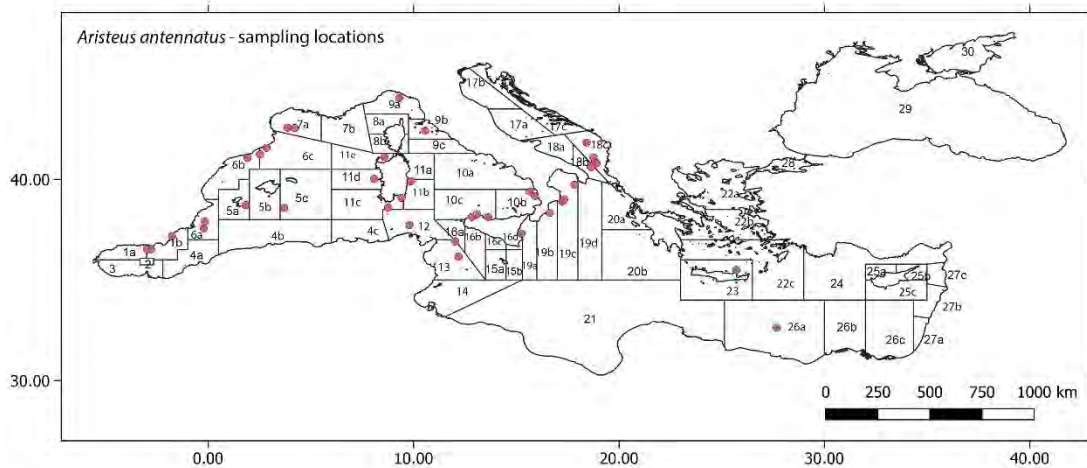 Aristeus antennatus - sampling locations
30
17b
29
9a
7a
7b
8a
9b
17a
17c
8b
18c
9c
18a
28
6b
6c
11e
18b
40.00
11a
10a
22a
11d
5a
5b
5c
11c
11b
10c
10b
20a
22b
6a
12
16a
16b
16d
1a
1b
4b
4c
16c
19b
19d
3
2
4a
13
19c
25a
25b
27c
15a
15b
19a
20b
23
22c
24
25c
14
27b
21
26a
26b
26c
27a
30.00
0 250 500 750 1000 km
0.00 10.00 20.00 30.00 40.00